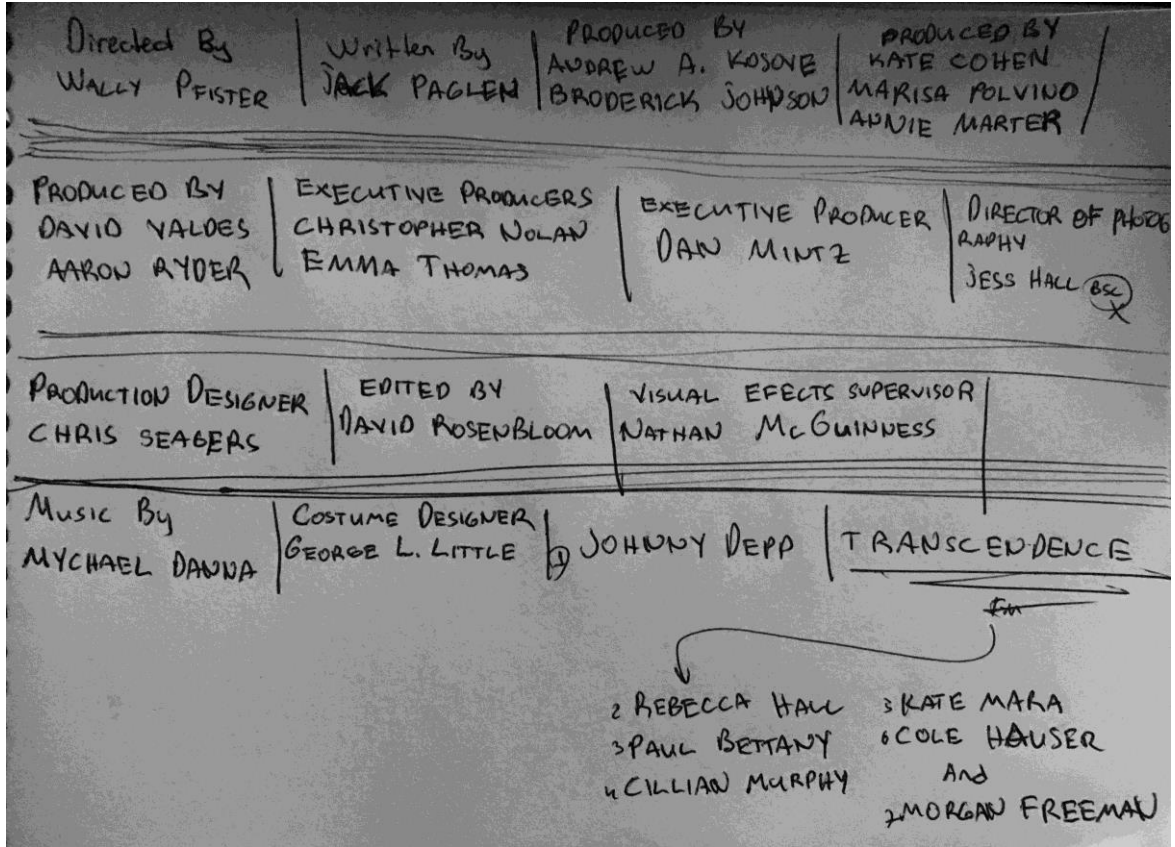 Directed By
WALLY PFISTER
Written By
JACK PAGLEN
PRODUCED BY
ANDREW A. KOSOVE
BRODERICK JOHNSON
PRODUCED BY
KATE COHEN
MARISA POLVINO
ANNIE MARTER
PRODUCED BY
DAVID VALDES
AARON RYDER
EXECUTIVE PRODUCERS
CHRISTOPHER NOLAN
EMMA THOMAS
EXECUTIVE PRODUCER
DAN MINTZ
DIRECTOR OF PHOTOG
RAPHY
JESS HALL BSC
X
PRODUCTION DESIGNER
CHRIS SEAGERS
EDITED BY
DAVID ROSENBLOOM
VISUAL EFECTS SUPERVISOR
NATHAN McGUINNESS
MUSIC By
MYCHAEL DANNA
COSTUME DESIGNER
GEORGE L. LITTLE
1 JOHNNY DEPP
TRANSCENDENCE
2 REBECCA HALL
3 PAUL BETTANY
4 CILLIAN MURPHY
3 KATE MARA
6 COLE HAUSER
And
7 MORGAN FREEMAN